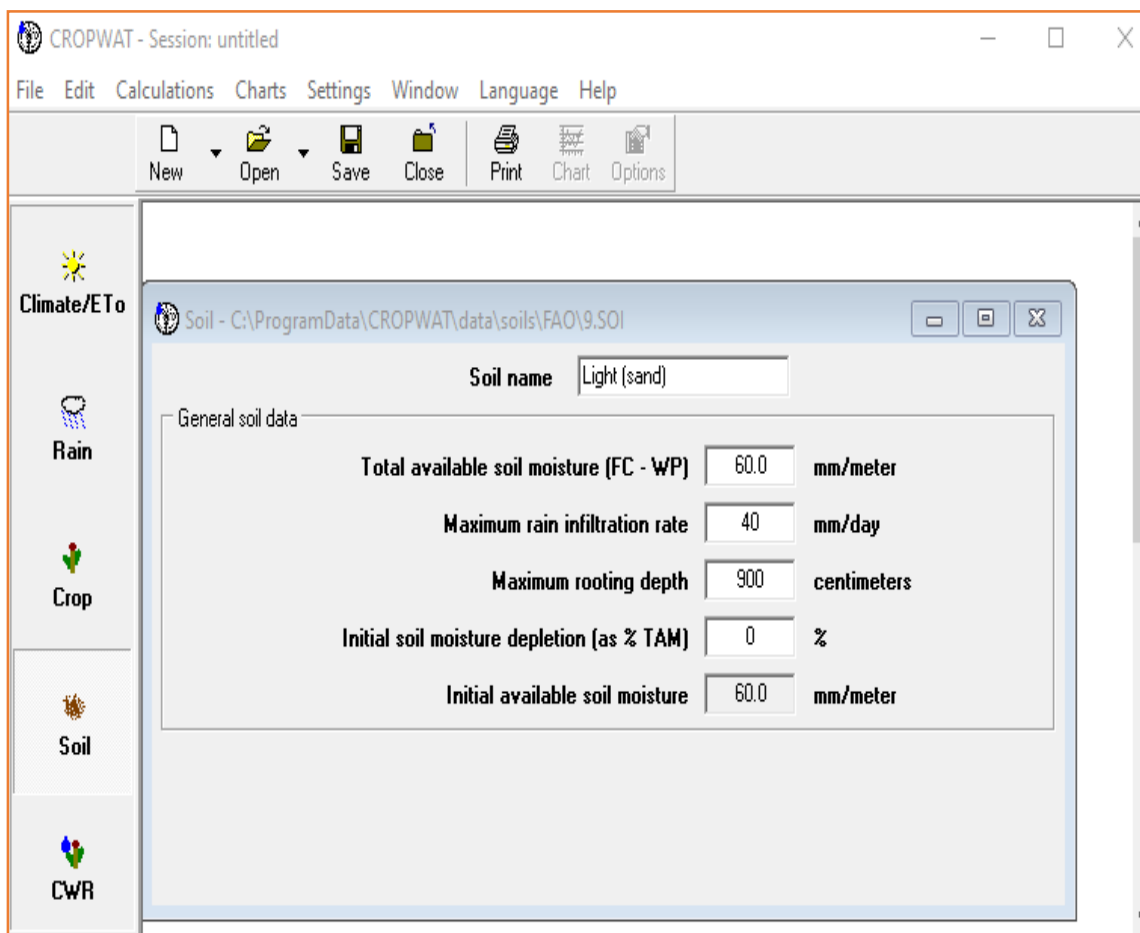 CROPWAT - Session: untitled
File Edit Calculations Charts Settings Window Language Help
New Open Save Close Print Chart Options
Climate/ETo
Rain
Crop
Soil
CWR
Soil - C:\ProgramData\CROPWAT\data\soils\FAO\9.SOI
Soil name Light (sand)
General soil data
Total available soil moisture (FC - WP) 60.0 mm/meter
Maximum rain infiltration rate 40 mm/day
Maximum rooting depth 900 centimeters
Initial soil moisture depletion (as % TAM) 0 %
Initial available soil moisture 60.0 mm/meter